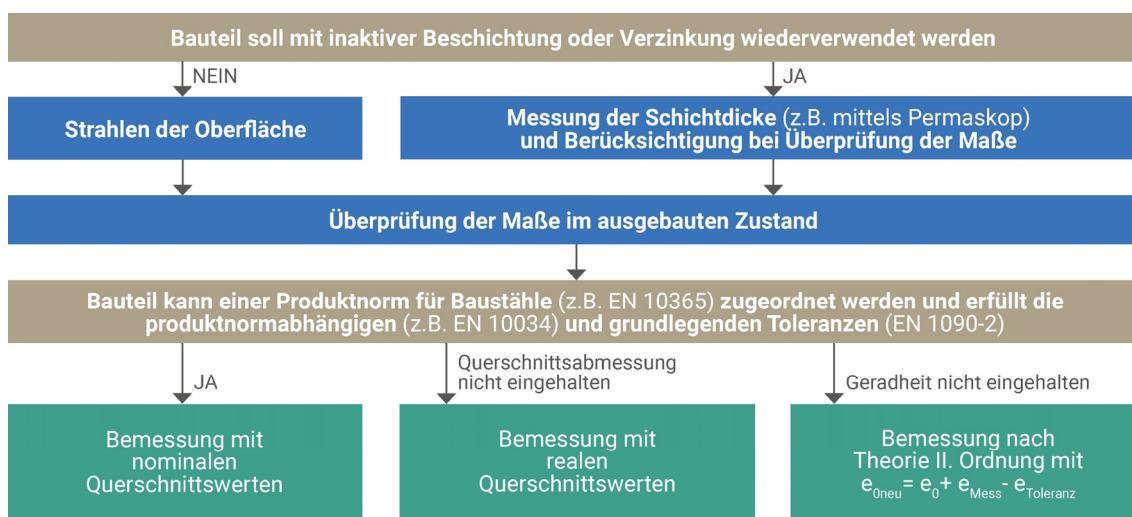 Bauteil soll mit inaktiver Beschichtung oder Verzinkung wiederverwendet werden
NEIN
JA
Strahlen der Oberfläche
Messung der Schichtdicke (z.B. mittels Permaskop)
und Berücksichtigung bei Überprüfung der Maße
Überprüfung der Maße im ausgebauten Zustand
Bauteil kann einer Produktnorm für Baustähle (z.B. EN 10365) zugeordnet werden und erfüllt die
produktnormabhängigen (z.B. EN 10034) und grundlegenden Toleranzen (EN 1090-2)
JA
Querschnittsabmessung
nicht eingehalten
Geradheit nicht eingehalten
Bemessung mit
nominalen
Querschnittswerten
Bemessung mit
realen
Querschnittswerten
Bemessung nach
Theorie II. Ordnung mit
e0neu= e0+ eMess- eToleranz